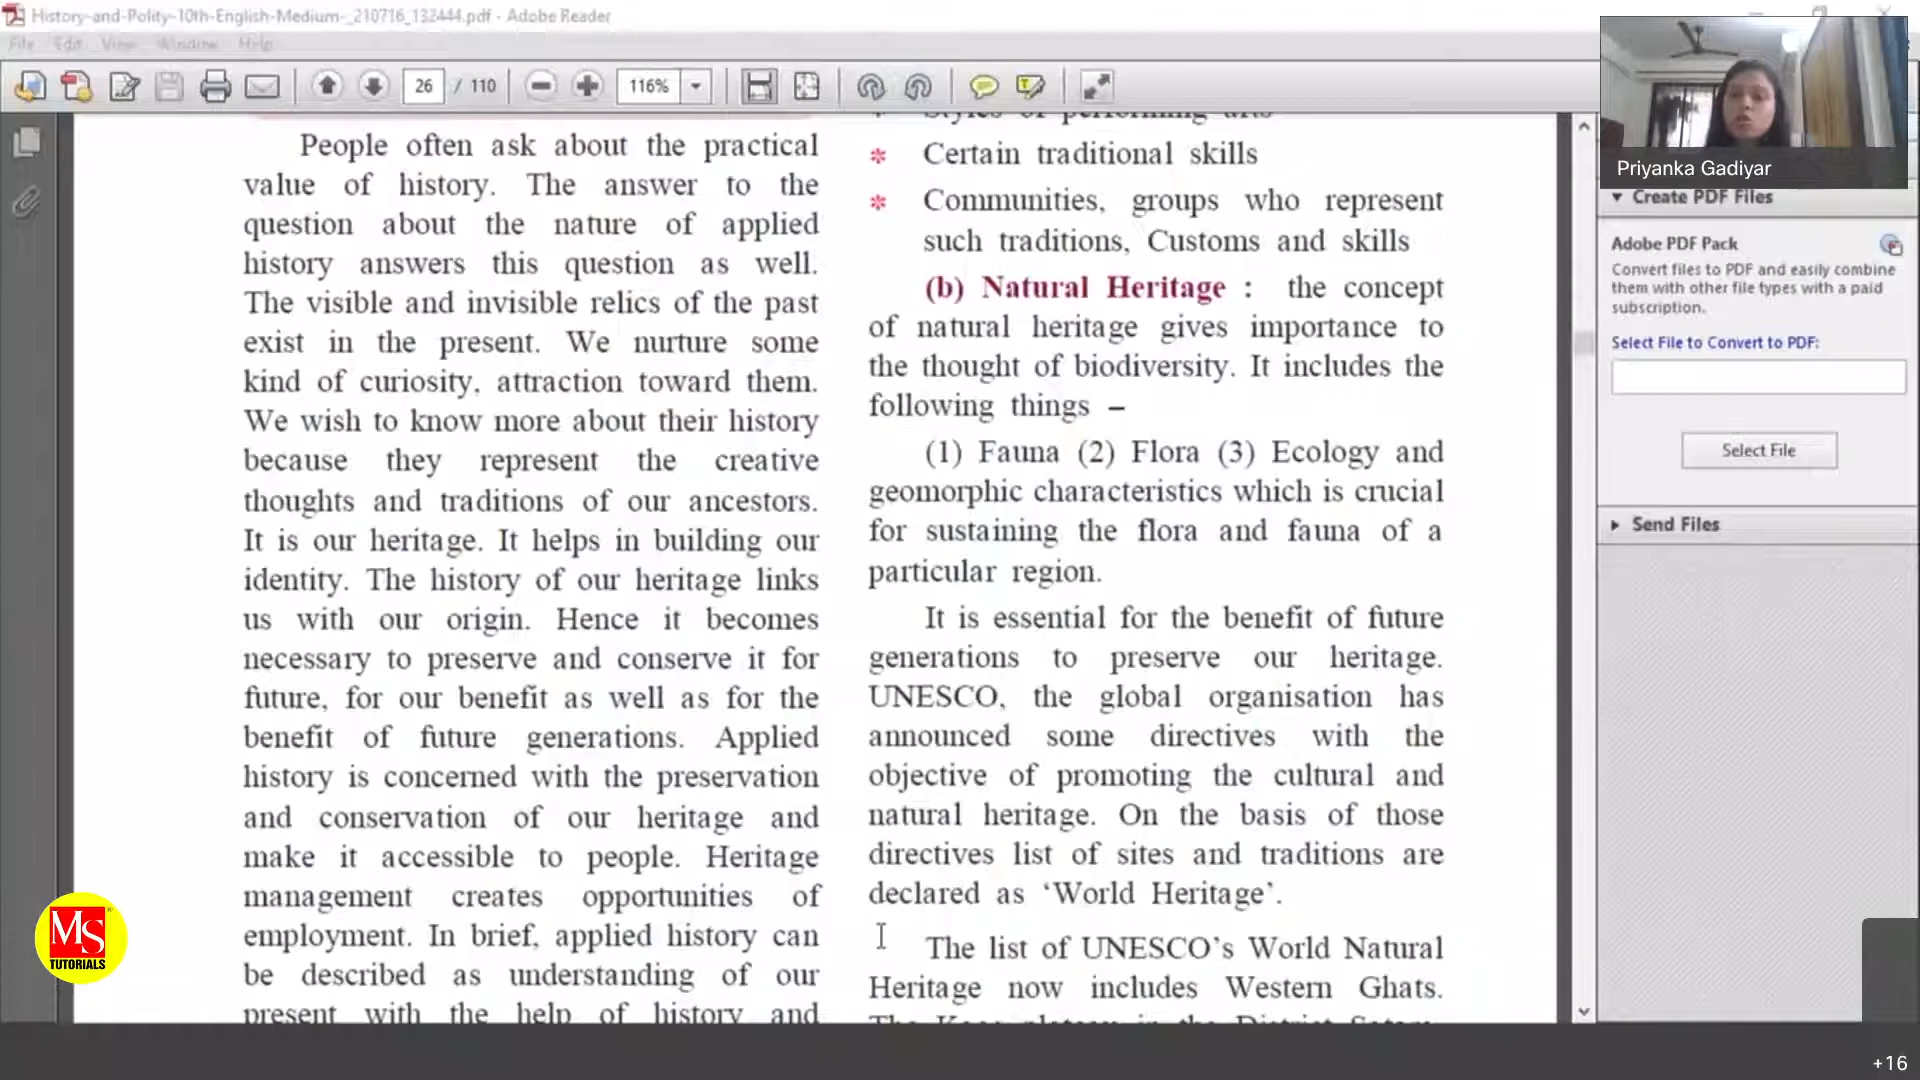 History-and-Polity-10th-English-Medium-_210716_132444.pdf - Adobe Reader
File Edit View Window Help
26 / 110
116%
People often ask about the practical
value of history. The answer to the
question about the nature of applied
history answers this question as well.
The visible and invisible relics of the past
exist in the present. We nurture some
kind of curiosity, attraction toward them.
We wish to know more about their history
because they represent the creative
thoughts and traditions of our ancestors.
It is our heritage. It helps in building our
identity. The history of our heritage links
us with our origin. Hence it becomes
necessary to preserve and conserve it for
future, for our benefit as well as for the
benefit of future generations. Applied
history is concerned with the preservation
and conservation of our heritage and
make it accessible to people. Heritage
management creates opportunities of
employment. In brief, applied history can
be described as understanding of our
present with the help of history and
* Styles of performing arts
* Certain traditional skills
* Communities, groups who represent
such traditions, Customs and skills
(b) Natural Heritage : the concept
of natural heritage gives importance to
the thought of biodiversity. It includes the
following things –
(1) Fauna (2) Flora (3) Ecology and
geomorphic characteristics which is crucial
for sustaining the flora and fauna of a
particular region.
It is essential for the benefit of future
generations to preserve our heritage.
UNESCO, the global organisation has
announced some directives with the
objective of promoting the cultural and
natural heritage. On the basis of those
directives list of sites and traditions are
declared as ‘World Heritage’.
The list of UNESCO’s World Natural
Heritage now includes Western Ghats.
in the District
Priyanka Gadiyar
Create PDF Files
Adobe PDF Pack
Convert files to PDF and easily combine
them with other file types with a paid
subscription.
Select File to Convert to PDF:
Select File
Send Files
MS
TUTORIALS
+16